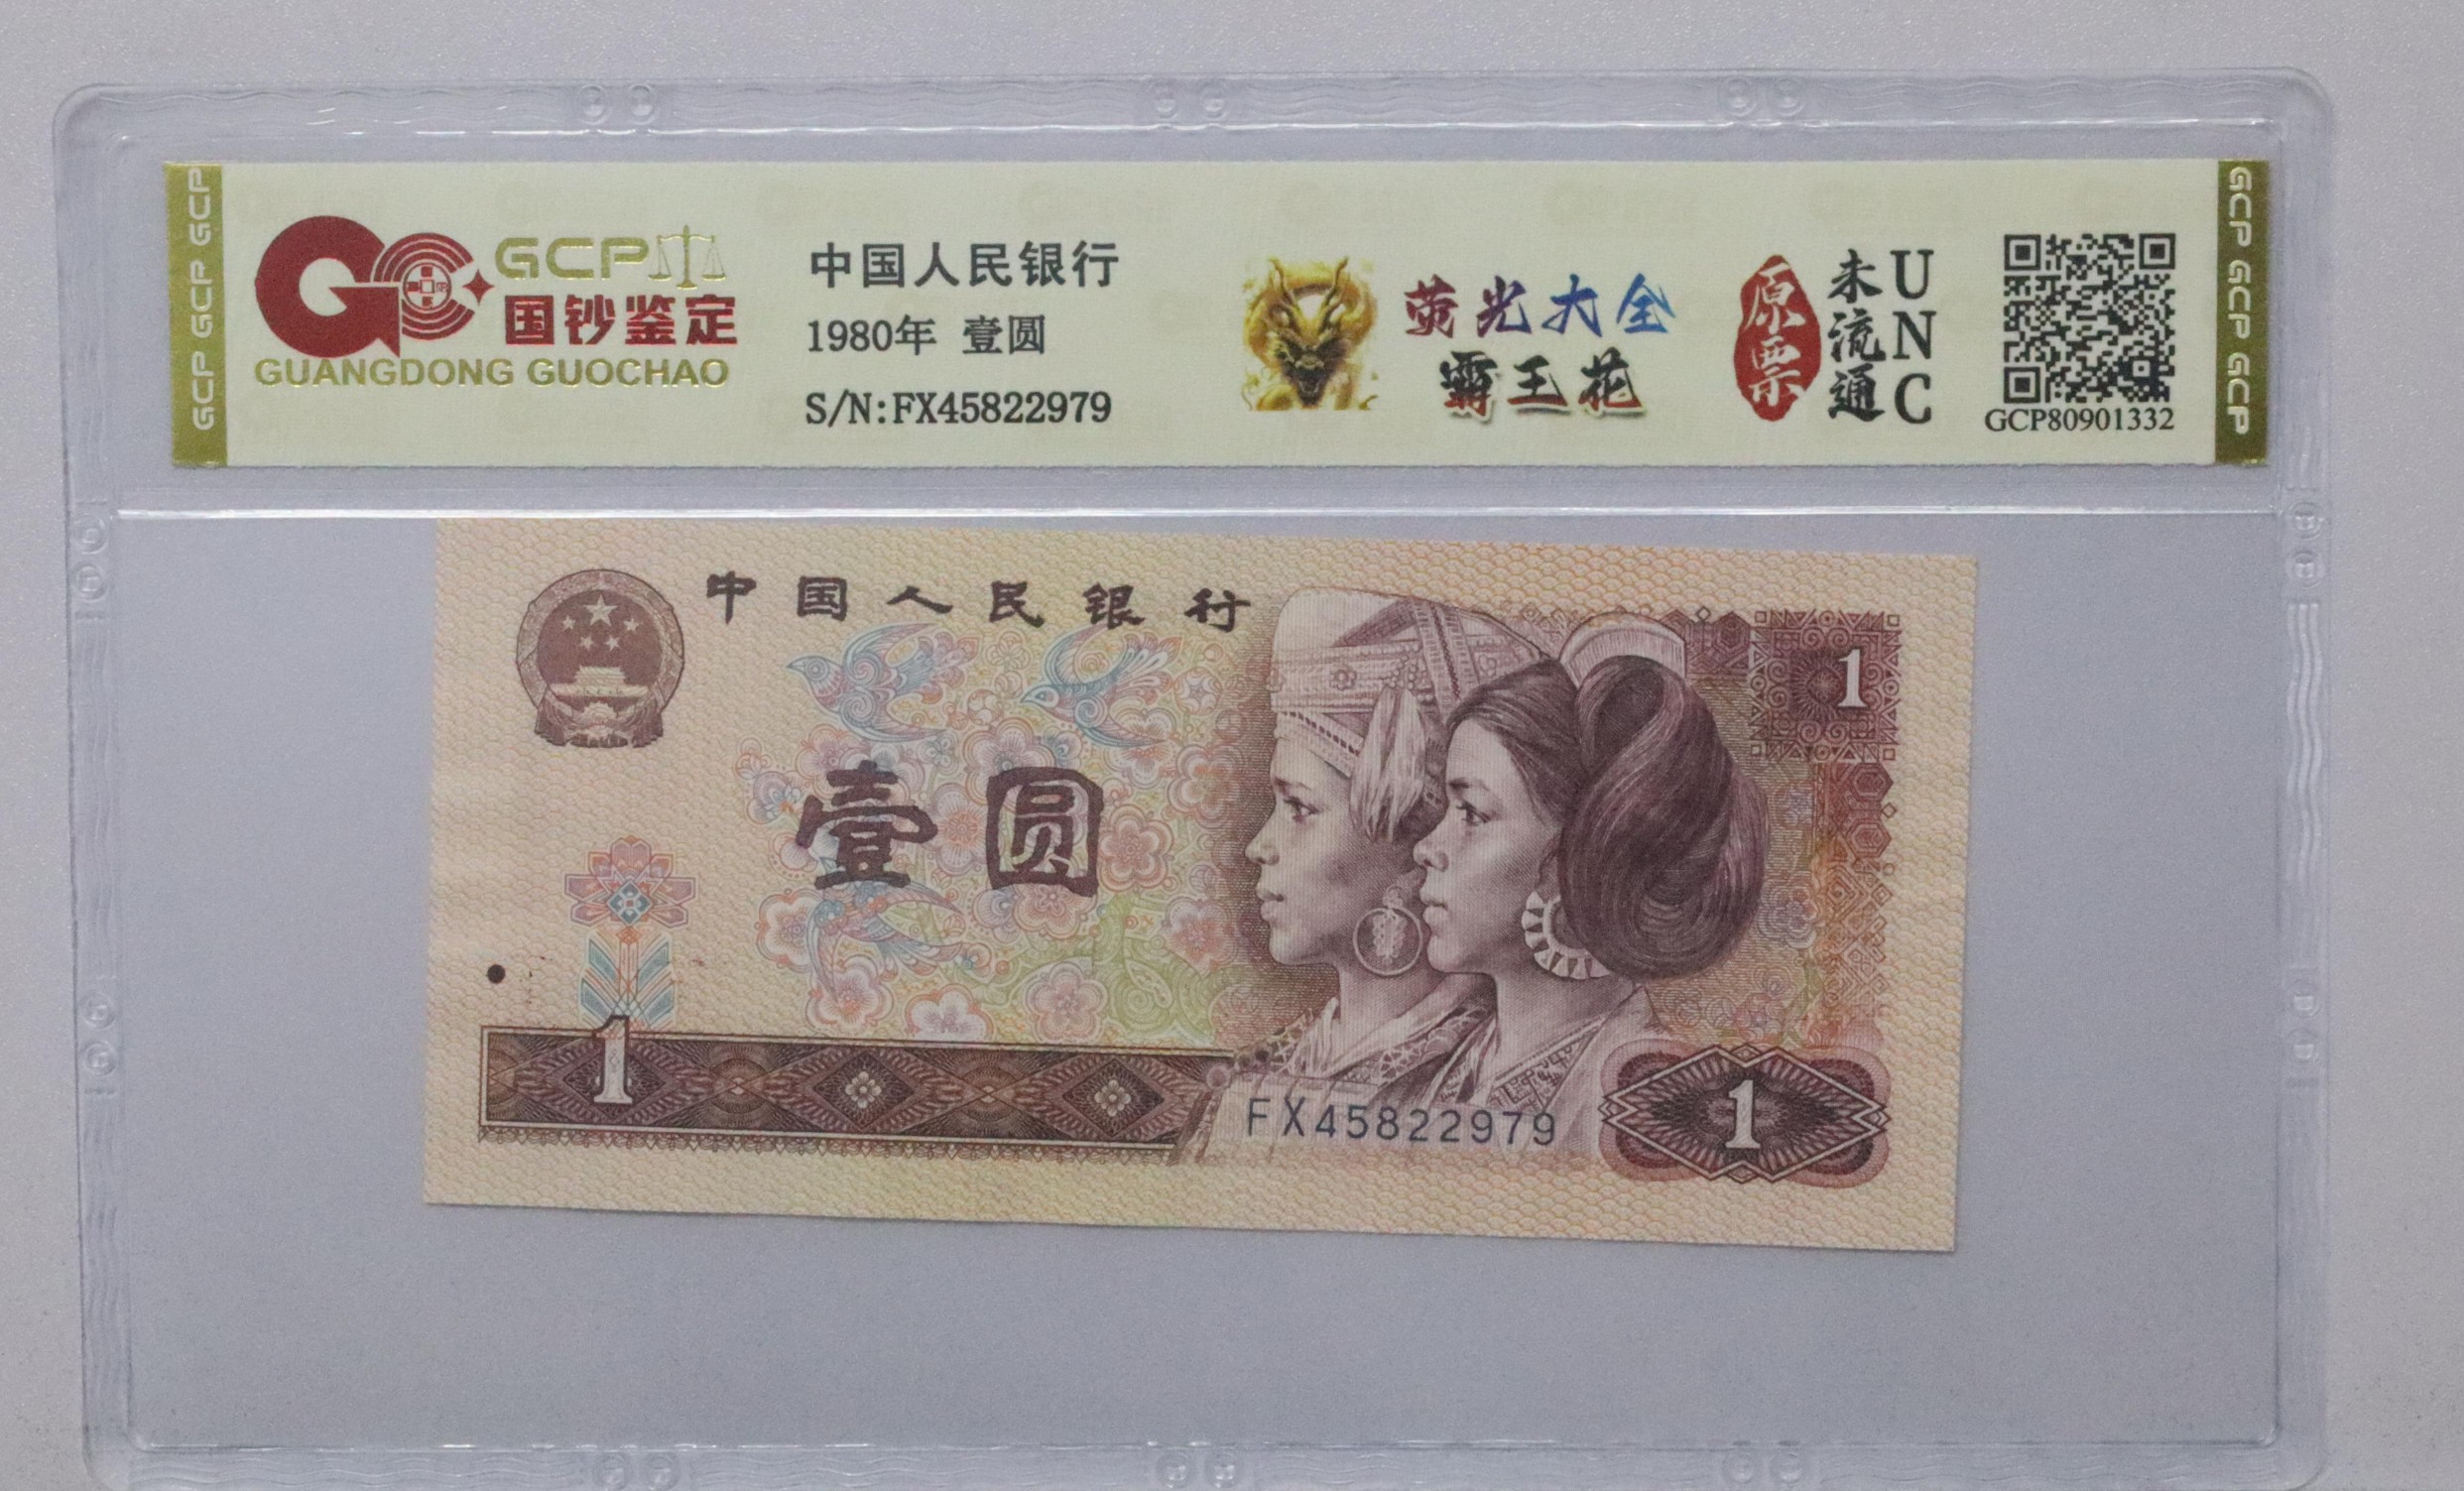 GCP GCP GCP
GCP
国钞鉴定
GUANGDONG GUOCHAO
中国人民银行
1980年 壹圆
S/N:FX45822979
荧光大全
霸王花
原票
未流通
UNC
GCP80901332
GCP GCP GCP
中国人民银行
1
壹圆
1
FX45822979
1